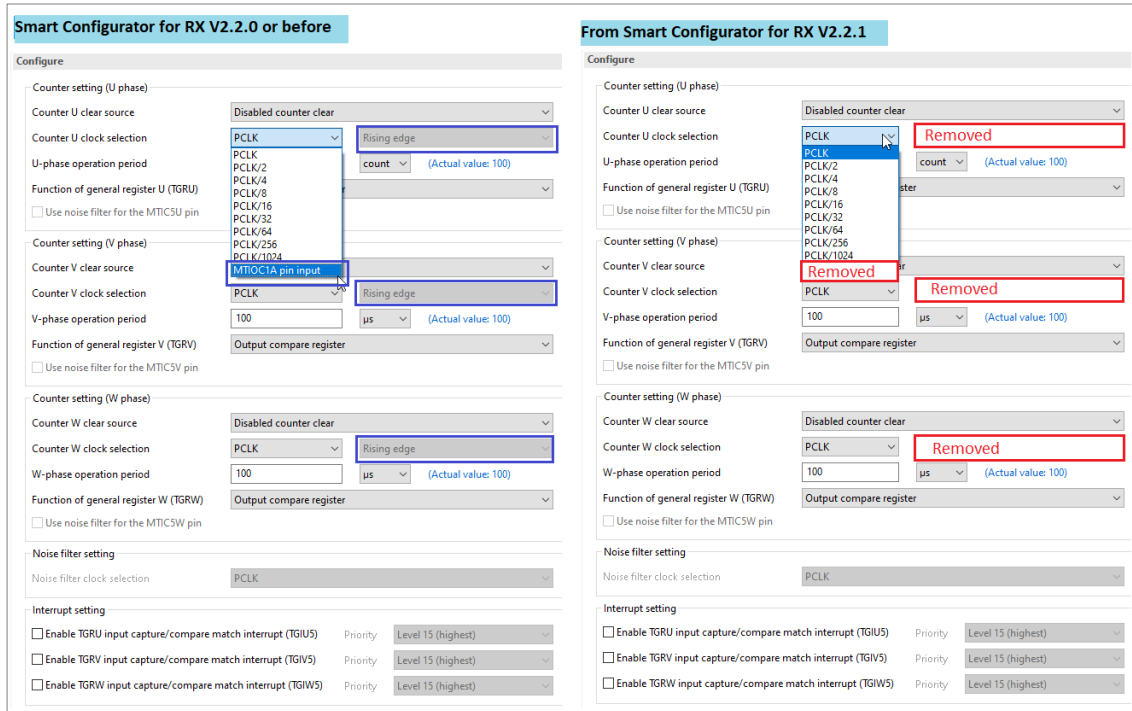 Smart Configurator for RX V2.2.0 or before
Configure
Counter setting (U phase)
Counter U clear source Disabled counter clear
Counter U clock selection PCLK Rising edge
PCLK
PCLK/2
PCLK/4
PCLK/8
PCLK/16
PCLK/32
PCLK/64
PCLK/256
PCLK/1024
MTIOC1A pin input
U-phase operation period count (Actual value: 100)
Function of general register U (TGRU)
Use noise filter for the MTIC5U pin
Counter setting (V phase)
Counter V clear source
Counter V clock selection PCLK Rising edge
V-phase operation period 100 µs (Actual value: 100)
Function of general register V (TGRV) Output compare register
Use noise filter for the MTIC5V pin
Counter setting (W phase)
Counter W clear source Disabled counter clear
Counter W clock selection PCLK Rising edge
W-phase operation period 100 µs (Actual value: 100)
Function of general register W (TGRW) Output compare register
Use noise filter for the MTIC5W pin
Noise filter setting
Noise filter clock selection PCLK
Interrupt setting
Enable TGRU input capture/compare match interrupt (TGIU5) Priority Level 15 (highest)
Enable TGRV input capture/compare match interrupt (TGIV5) Priority Level 15 (highest)
Enable TGRW input capture/compare match interrupt (TGIW5) Priority Level 15 (highest)
From Smart Configurator for RX V2.2.1
Configure
Counter setting (U phase)
Counter U clear source Disabled counter clear
Counter U clock selection PCLK Removed
PCLK
PCLK/2
PCLK/4
PCLK/8
PCLK/16
PCLK/32
PCLK/64
PCLK/256
PCLK/1024
Removed
U-phase operation period count (Actual value: 100)
Function of general register U (TGRU)
Use noise filter for the MTIC5U pin
Counter setting (V phase)
Counter V clear source
Counter V clock selection PCLK Removed
V-phase operation period 100 µs (Actual value: 100)
Function of general register V (TGRV) Output compare register
Use noise filter for the MTIC5V pin
Counter setting (W phase)
Counter W clear source Disabled counter clear
Counter W clock selection PCLK Removed
W-phase operation period 100 µs (Actual value: 100)
Function of general register W (TGRW) Output compare register
Use noise filter for the MTIC5W pin
Noise filter setting
Noise filter clock selection PCLK
Interrupt setting
Enable TGRU input capture/compare match interrupt (TGIU5) Priority Level 15 (highest)
Enable TGRV input capture/compare match interrupt (TGIV5) Priority Level 15 (highest)
Enable TGRW input capture/compare match interrupt (TGIW5) Priority Level 15 (highest)